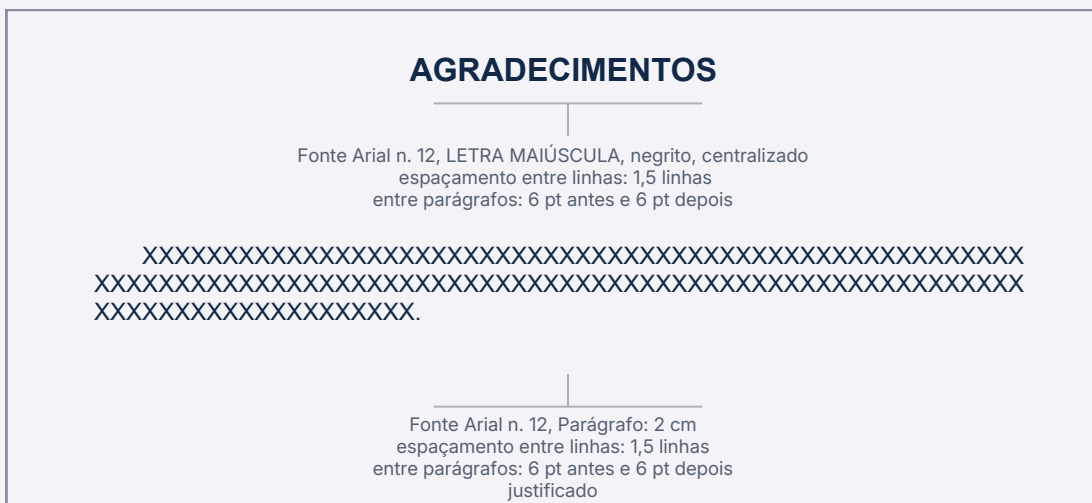 AGRADECIMENTOS
Fonte Arial n. 12, LETRA MAIÚSCULA, negrito, centralizado
espaçamento entre linhas: 1,5 linhas
entre parágrafos: 6 pt antes e 6 pt depois
XXXXXXXXXXXXXXXXXXXXXXXXXXXXXXXXXXXXXXXXXXXXXXXXXXXXXXX
XXXXXXXXXXXXXXXXXXXXXXXXXXXXXXXXXXXXXXXXXXXXXXXXXXXXXXXXXX
XXXXXXXXXXXXXXXXXXXX.
Fonte Arial n. 12, Parágrafo: 2 cm
espaçamento entre linhas: 1,5 linhas
entre parágrafos: 6 pt antes e 6 pt depois
justificado